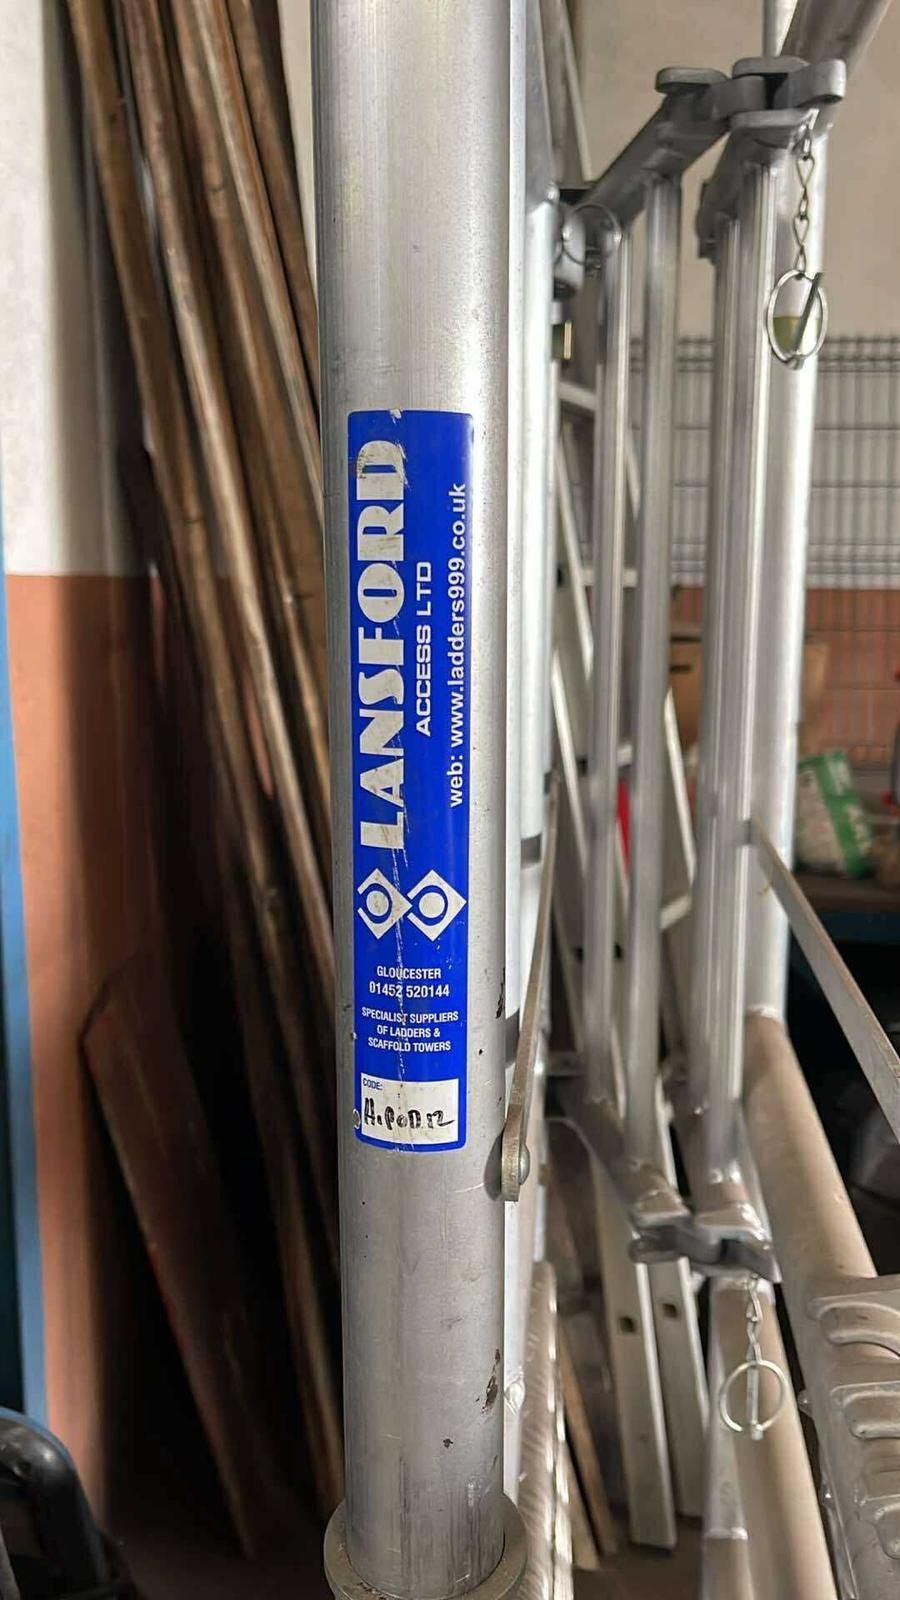 LANSFORD
ACCESS LTD
web: www.ladders999.co.uk
GLOUCESTER
01452 520144
SPECIALIST SUPPLIERS
OF LADDERS &
SCAFFOLD TOWERS
CODE: